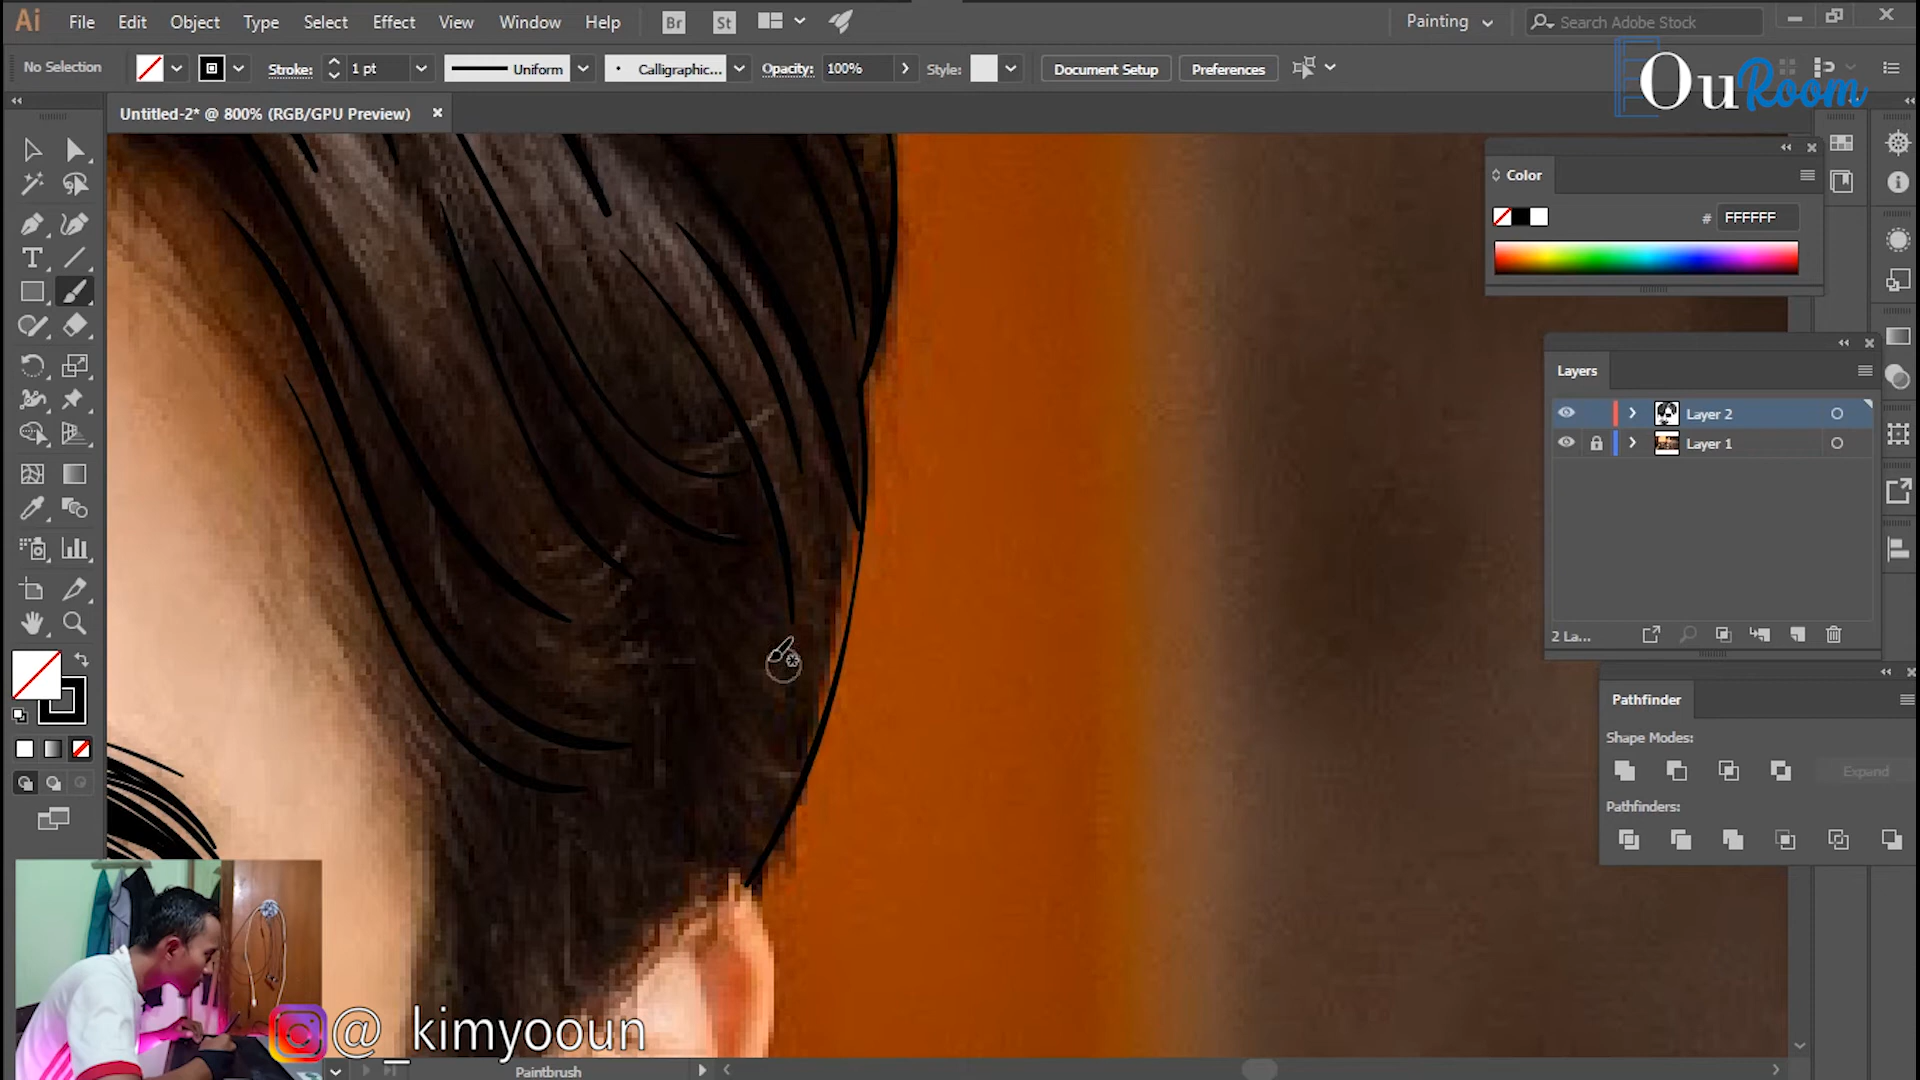 Ai File Edit Object Type Select Effect View Window Help Br St Painting Search Adobe Stock
No Selection Stroke: 1 pt Uniform Calligraphic... Opacity: 100% Style: Document Setup Preferences
OuRoom
Untitled-2* @ 800% (RGB/GPU Preview)
Color
# FFFFFF
Layers
Layer 2
Layer 1
2 La...
Pathfinder
Shape Modes:
Expand
Pathfinders:
@_kimyooun
Paintbrush